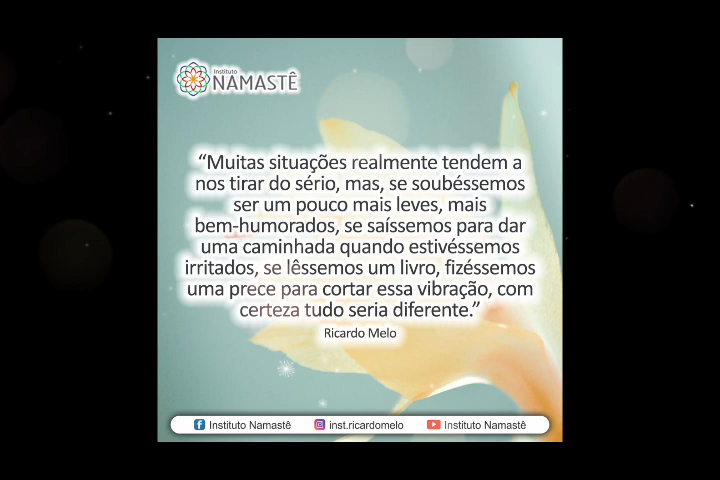 Instituto
NAMASTÊ
“Muitas situações realmente tendem a
nos tirar do sério, mas, se soubéssemos
ser um pouco mais leves, mais
bem-humorados, se saíssemos para dar
uma caminhada quando estivéssemos
irritados, se lêssemos um livro, fizéssemos
uma prece para cortar essa vibração, com
certeza tudo seria diferente.”
Ricardo Melo
Instituto Namastê inst.ricardomelo Instituto Namastê